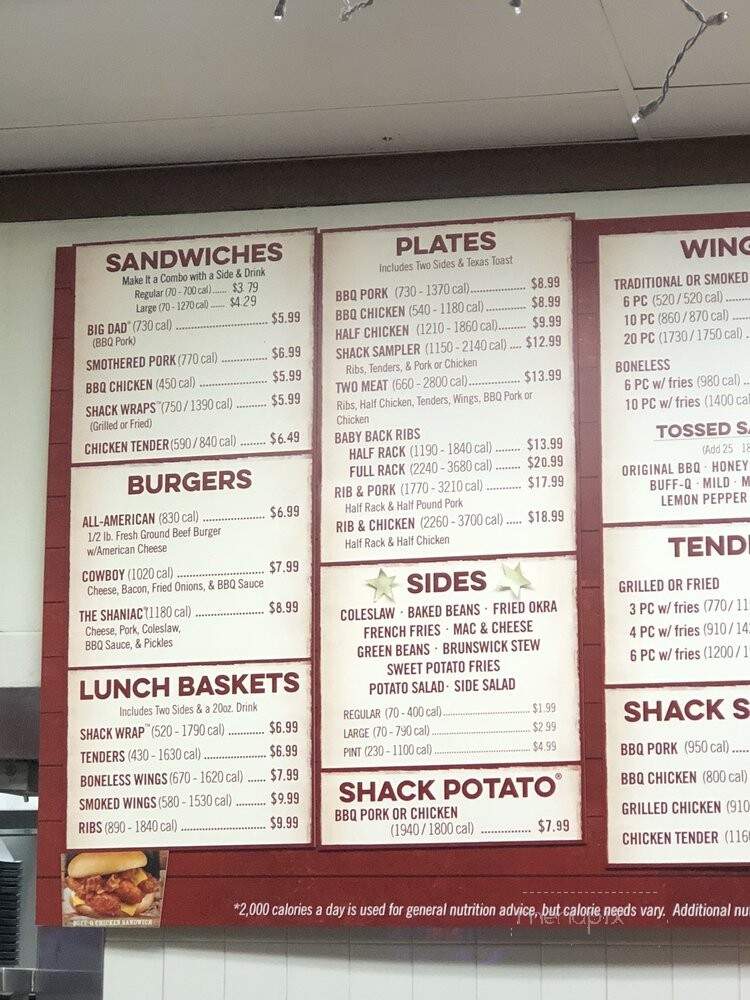 SANDWICHES
Make It a Combo with a Side & Drink
Regular (70 - 700 cal) ...... $3.79
Large (70 - 1270 cal) ...... $4.29
BIG DAD® (730 cal) ........................ $5.99
(BBQ Pork)
SMOTHERED PORK (770 cal) .............. $6.99
BBQ CHICKEN (450 cal) .................. $5.99
SHACK WRAPS™ (750 / 1390 cal) ....... $5.99
(Grilled or Fried)
CHICKEN TENDER (590 / 840 cal) ........ $6.49
BURGERS
ALL-AMERICAN (830 cal) ................. $6.99
1/2 lb. Fresh Ground Beef Burger
w/American Cheese
COWBOY (1020 cal) ....................... $7.99
Cheese, Bacon, Fried Onions, & BBQ Sauce
THE SHANIAC (1180 cal) .................. $8.99
Cheese, Pork, Coleslaw,
BBQ Sauce, & Pickles
LUNCH BASKETS
Includes Two Sides & a 20oz. Drink
SHACK WRAP™ (520 - 1790 cal) .......... $6.99
TENDERS (430 - 1630 cal) ............... $6.99
BONELESS WINGS (670 - 1620 cal) ..... $7.99
SMOKED WINGS (580 - 1530 cal) ........ $9.99
RIBS (890 - 1840 cal) ..................... $9.99
BUFF-Q CHICKEN SANDWICH
PLATES
Includes Two Sides & Texas Toast
BBQ PORK (730 - 1370 cal) ............... $8.99
BBQ CHICKEN (540 - 1180 cal) ........... $8.99
HALF CHICKEN (1210 - 1860 cal) ........ $9.99
SHACK SAMPLER (1150 - 2140 cal) .... $12.99
Ribs, Tenders, & Pork or Chicken
TWO MEAT (660 - 2800 cal) ............... $13.99
Ribs, Half Chicken, Tenders, Wings, BBQ Pork or
Chicken
BABY BACK RIBS
HALF RACK (1190 - 1840 cal) ........ $13.99
FULL RACK (2240 - 3680 cal) ....... $20.99
RIB & PORK (1770 - 3210 cal) ........... $17.99
Half Rack & Half Pound Pork
RIB & CHICKEN (2260 - 3700 cal) ..... $18.99
Half Rack & Half Chicken
SIDES
COLESLAW · BAKED BEANS · FRIED OKRA
FRENCH FRIES · MAC & CHEESE
GREEN BEANS · BRUNSWICK STEW
SWEET POTATO FRIES
POTATO SALAD · SIDE SALAD
REGULAR (70 - 400 cal) .......................... $1.99
LARGE (70 - 790 cal) ............................. $2.99
PINT (230 - 1100 cal) ............................ $4.99
SHACK POTATO®
BBQ PORK OR CHICKEN
(1940 / 1800 cal) .............. $7.99
WING
TRADITIONAL OR SMOKED
6 PC (520 / 520 cal) .....
10 PC (860 / 870 cal) ....
20 PC (1730 / 1750 cal) .
BONELESS
6 PC w/ fries (980 cal) ..
10 PC w/ fries (1400 cal
TOSSED SA
(Add 25 18
ORIGINAL BBQ · HONEY
BUFF-Q · MILD · M
LEMON PEPPER
TEND
GRILLED OR FRIED
3 PC w/ fries (770 / 11
4 PC w/ fries (910 / 14
6 PC w/ fries (1200 / 1
SHACK S
BBQ PORK (950 cal) ....
BBQ CHICKEN (800 cal)
GRILLED CHICKEN (910
CHICKEN TENDER (116
*2,000 calories a day is used for general nutrition advice, but calorie needs vary. Additional nu
menupix